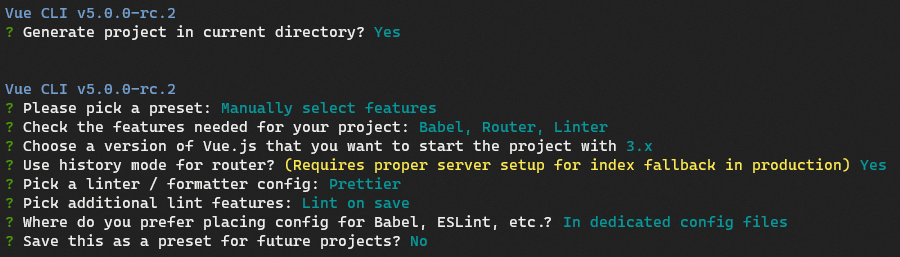 Vue CLI v5.0.0-rc.2
? Generate project in current directory? Yes
Vue CLI v5.0.0-rc.2
? Please pick a preset: Manually select features
? Check the features needed for your project: Babel, Router, Linter
? Choose a version of Vue.js that you want to start the project with 3.x
? Use history mode for router? (Requires proper server setup for index fallback in production) Yes
? Pick a linter / formatter config: Prettier
? Pick additional lint features: Lint on save
? Where do you prefer placing config for Babel, ESLint, etc.? In dedicated config files
? Save this as a preset for future projects? No